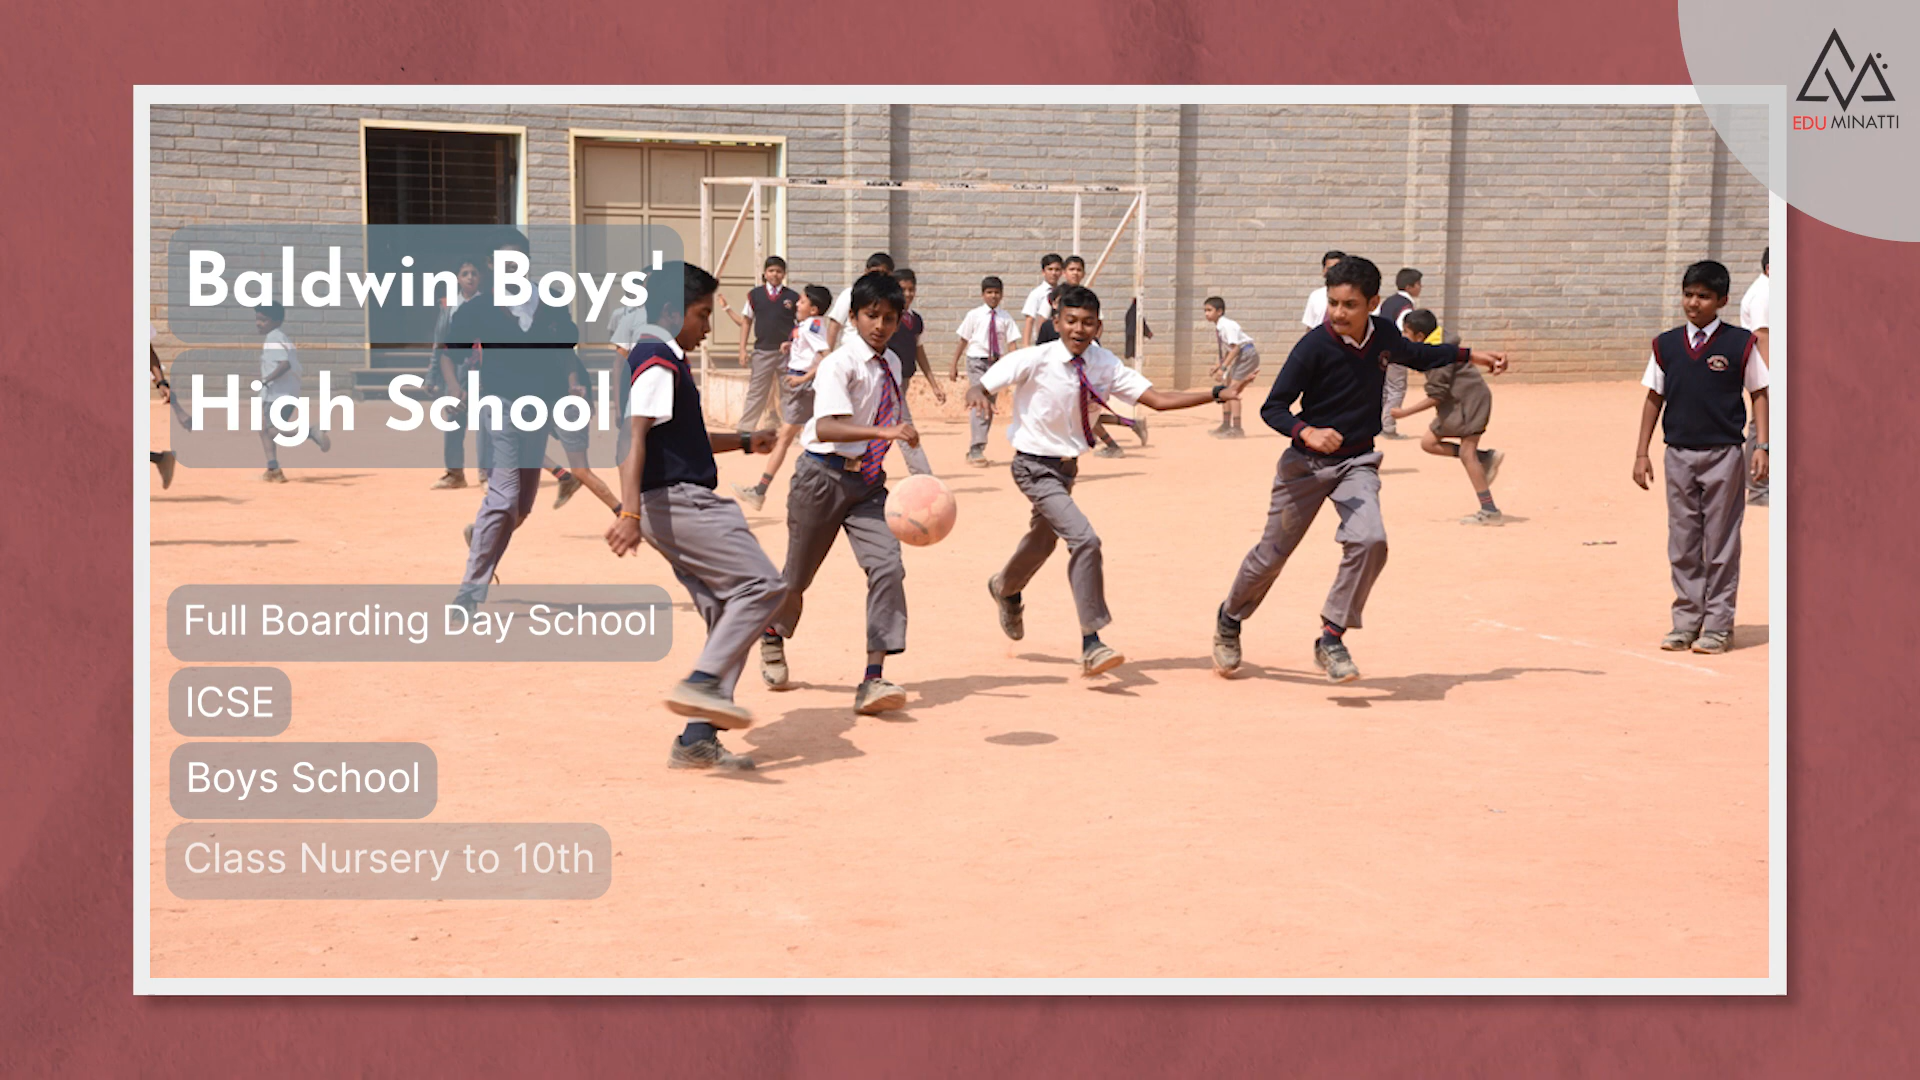 Baldwin Boys'
High School
Full Boarding Day School
ICSE
Boys School
Class Nursery to 10th
EDU MINATTI